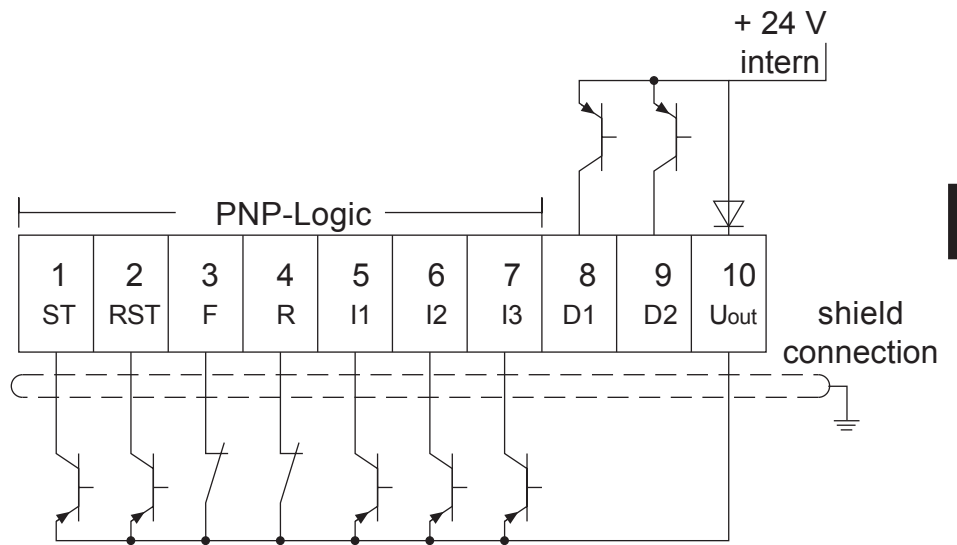 + 24 V
intern
PNP-Logic
1 2 3 4 5 6 7 8 9 10
ST RST F R I1 I2 I3 D1 D2 Uout
shield
connection